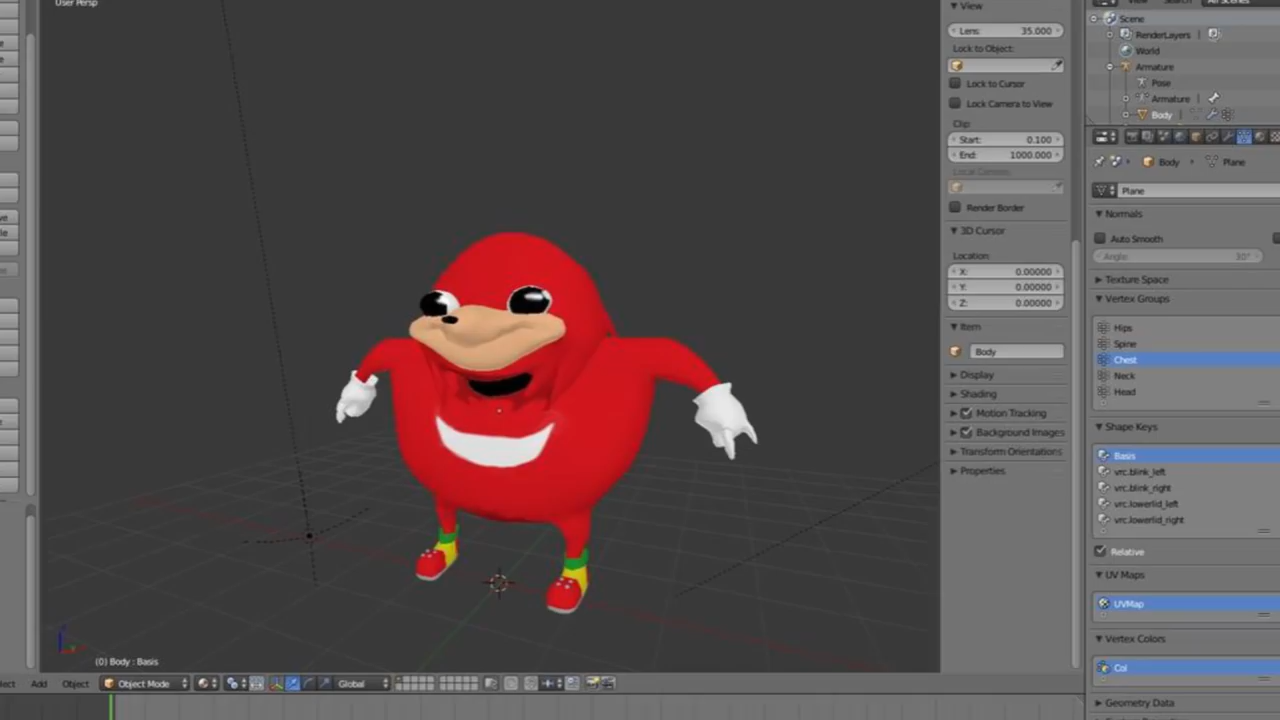 User Persp
View
Lens: 35.000
Lock to Object:
Lock to Cursor
Lock Camera to View
Clip:
Start: 0.100
End: 1000.000
Local Camera:
Render Border
3D Cursor
Location:
X: 0.00000
Y: 0.00000
Z: 0.00000
Item
Body
Display
Shading
Motion Tracking
Background Images
Transform Orientations
Properties
View Search All Scenes
Scene
RenderLayers
World
Armature
Pose
Armature
Body
Body Plane
Plane
Normals
Auto Smooth
Angle: 30°
Texture Space
Vertex Groups
Hips
Spine
Chest
Neck
Head
Shape Keys
Basis
vrc.blink_left
vrc.blink_right
vrc.lowerlid_left
vrc.lowerlid_right
Relative
UV Maps
UVMap
Vertex Colors
Col
Geometry Data
(0) Body : Basis
Add Object Object Mode Global